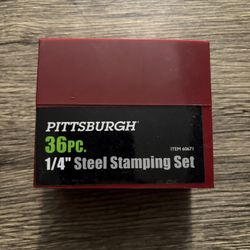 PITTSBURGH
36PC.
ITEM 60671
1/4" Steel Stamping Set